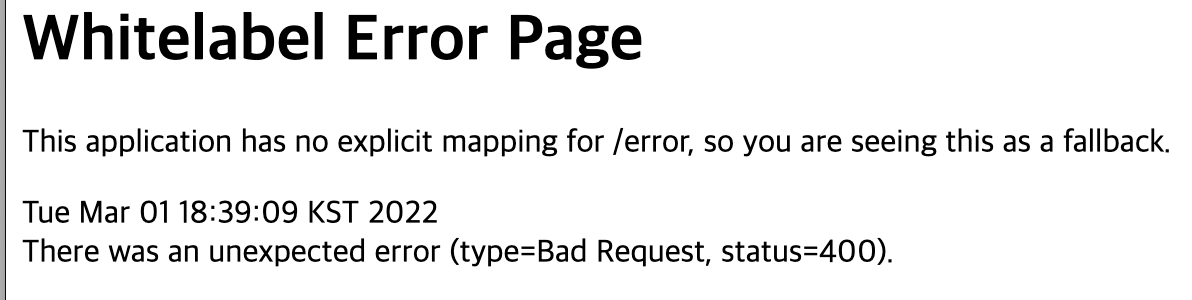 Whitelabel Error Page
This application has no explicit mapping for /error, so you are seeing this as a fallback.
Tue Mar 01 18:39:09 KST 2022
There was an unexpected error (type=Bad Request, status=400).